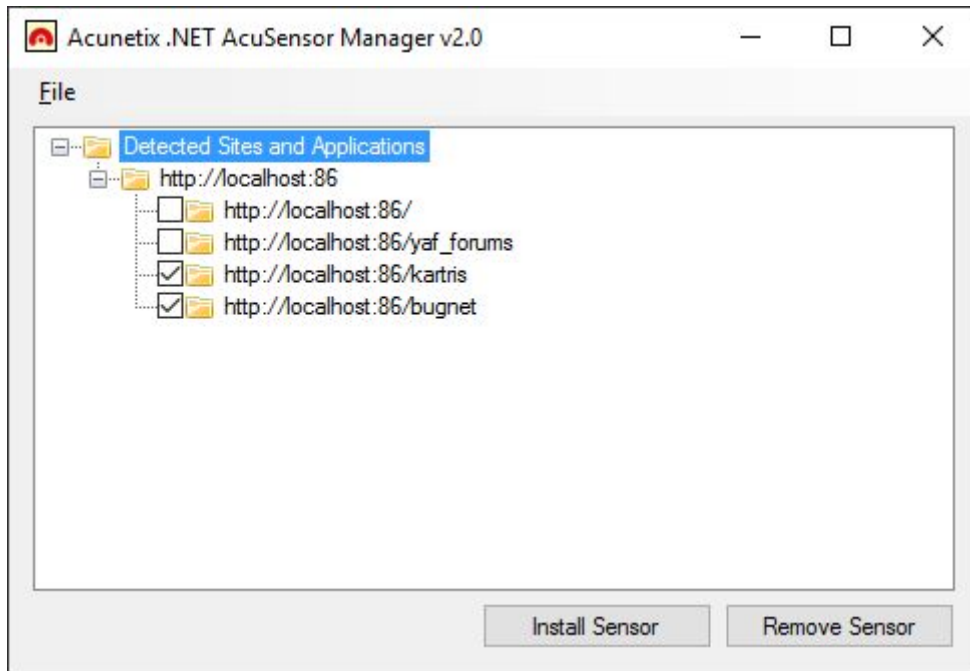 Acunetix .NET AcuSensor Manager v2.0
File
Detected Sites and Applications
http://localhost:86
http://localhost:86/
http://localhost:86/yaf_forums
http://localhost:86/kartris
http://localhost:86/bugnet
Install Sensor Remove Sensor